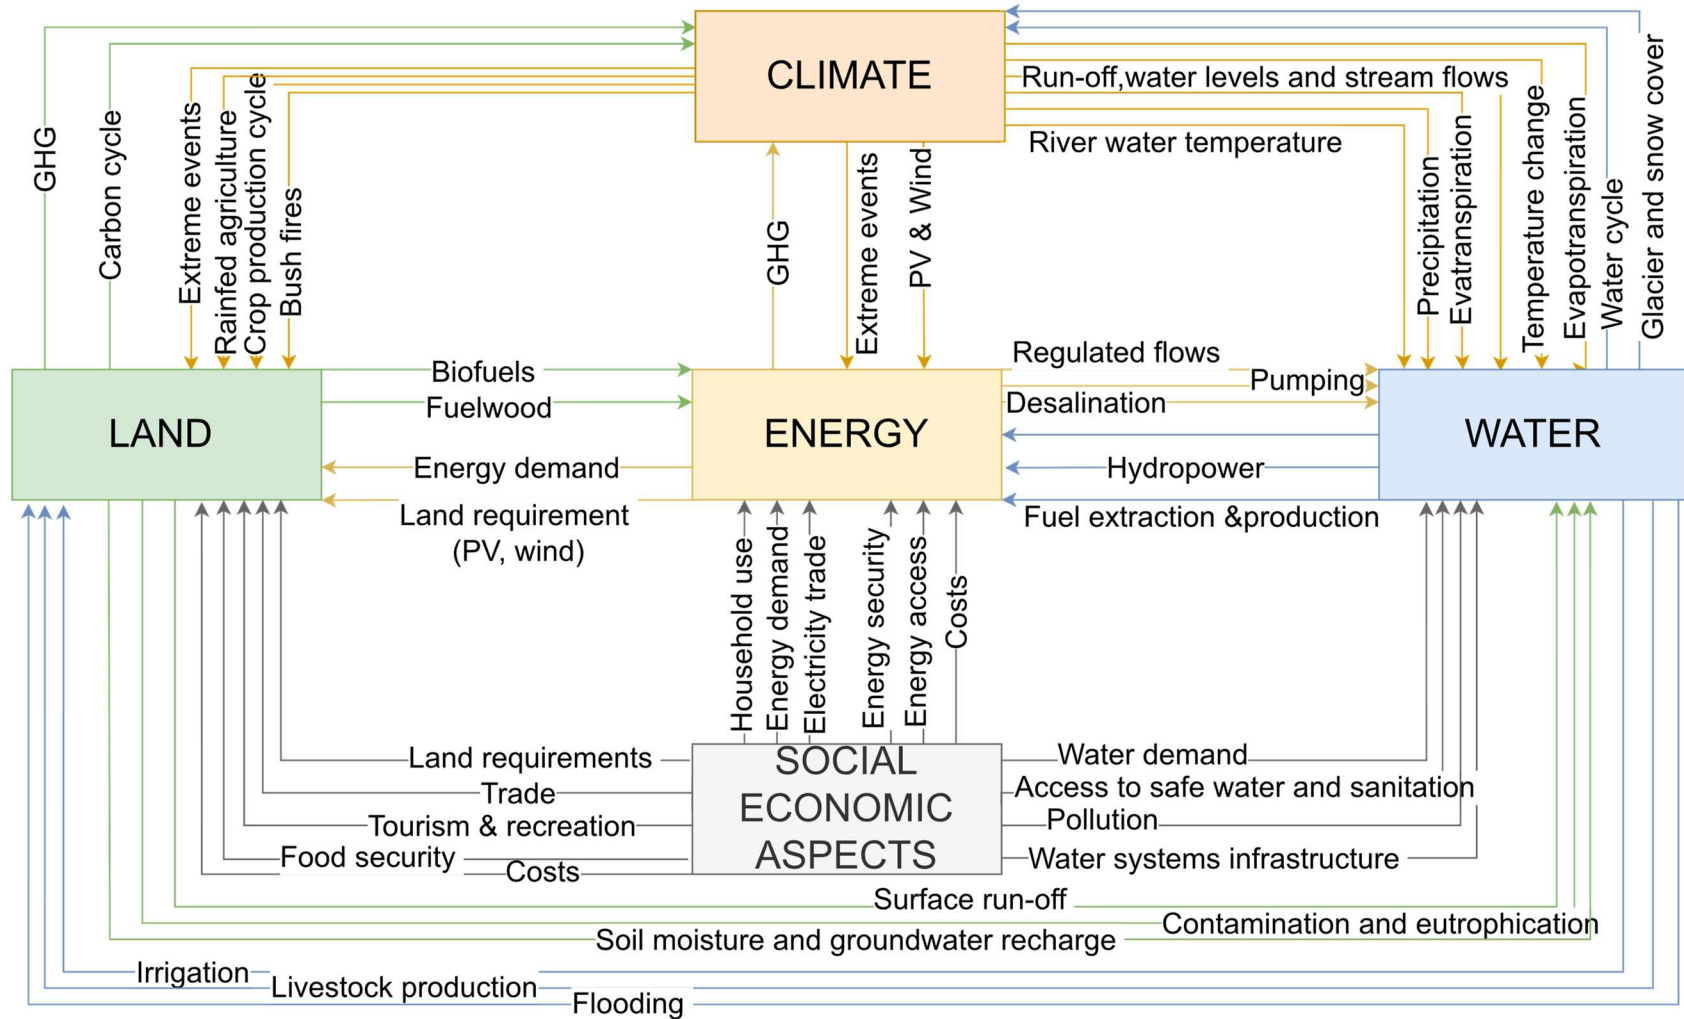 CLIMATE
Run-off,water levels and stream flows
River water temperature
GHG
Carbon cycle
Extreme events
Rainfed agriculture
Crop production cycle
Bush fires
GHG
Extreme events
PV & Wind
Precipitation
Evatranspiration
Temperature change
Evapotranspiration
Water cycle
Glacier and snow cover
LAND
Biofuels
Fuelwood
Energy demand
Land requirement
(PV, wind)
ENERGY
Regulated flows
Pumping
Desalination
Hydropower
Fuel extraction &production
WATER
Household use
Energy demand
Electricity trade
Energy security
Energy access
Costs
Land requirements
Trade
Tourism & recreation
Food security
Costs
SOCIAL
ECONOMIC
ASPECTS
Water demand
Access to safe water and sanitation
Pollution
Water systems infrastructure
Surface run-off
Contamination and eutrophication
Soil moisture and groundwater recharge
Irrigation
Livestock production
Flooding